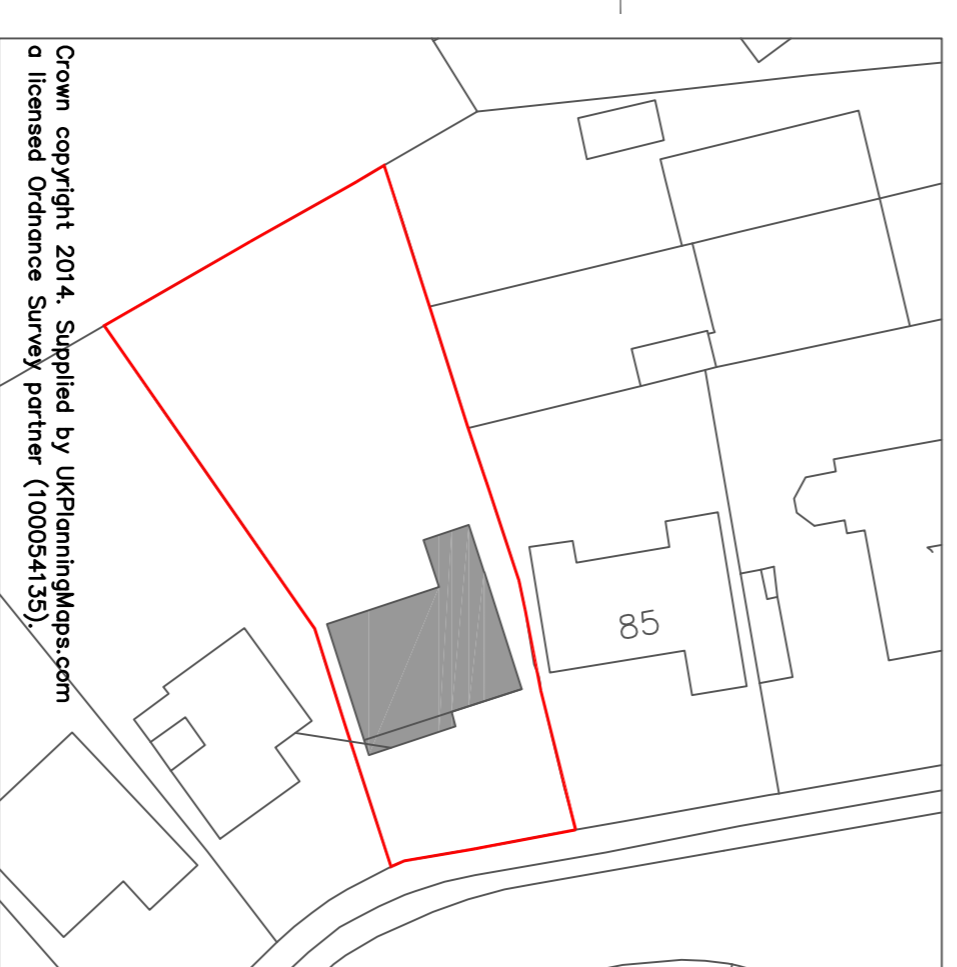 Crown copyright 2014. Supplied by UKPlanningMaps.com
a licensed Ordnance Survey partner (100054135).
85